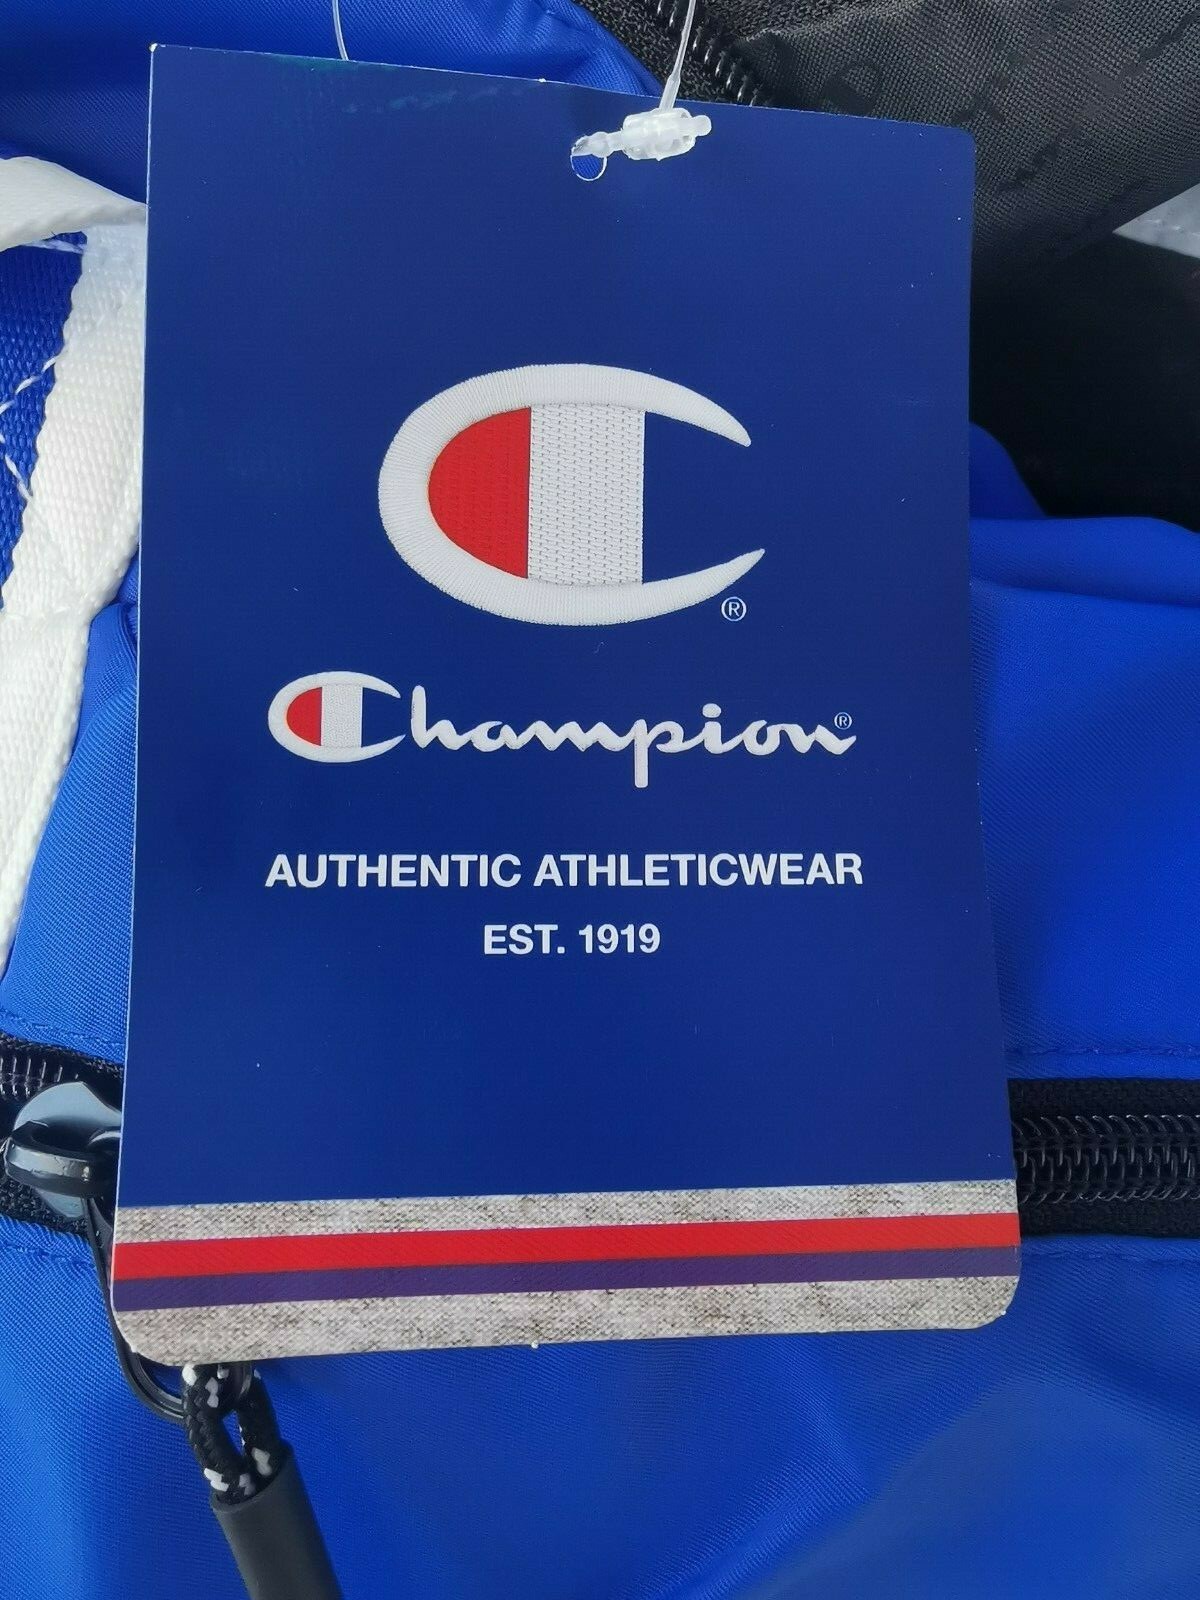 C®
Champion®
AUTHENTIC ATHLETICWEAR
EST. 1919